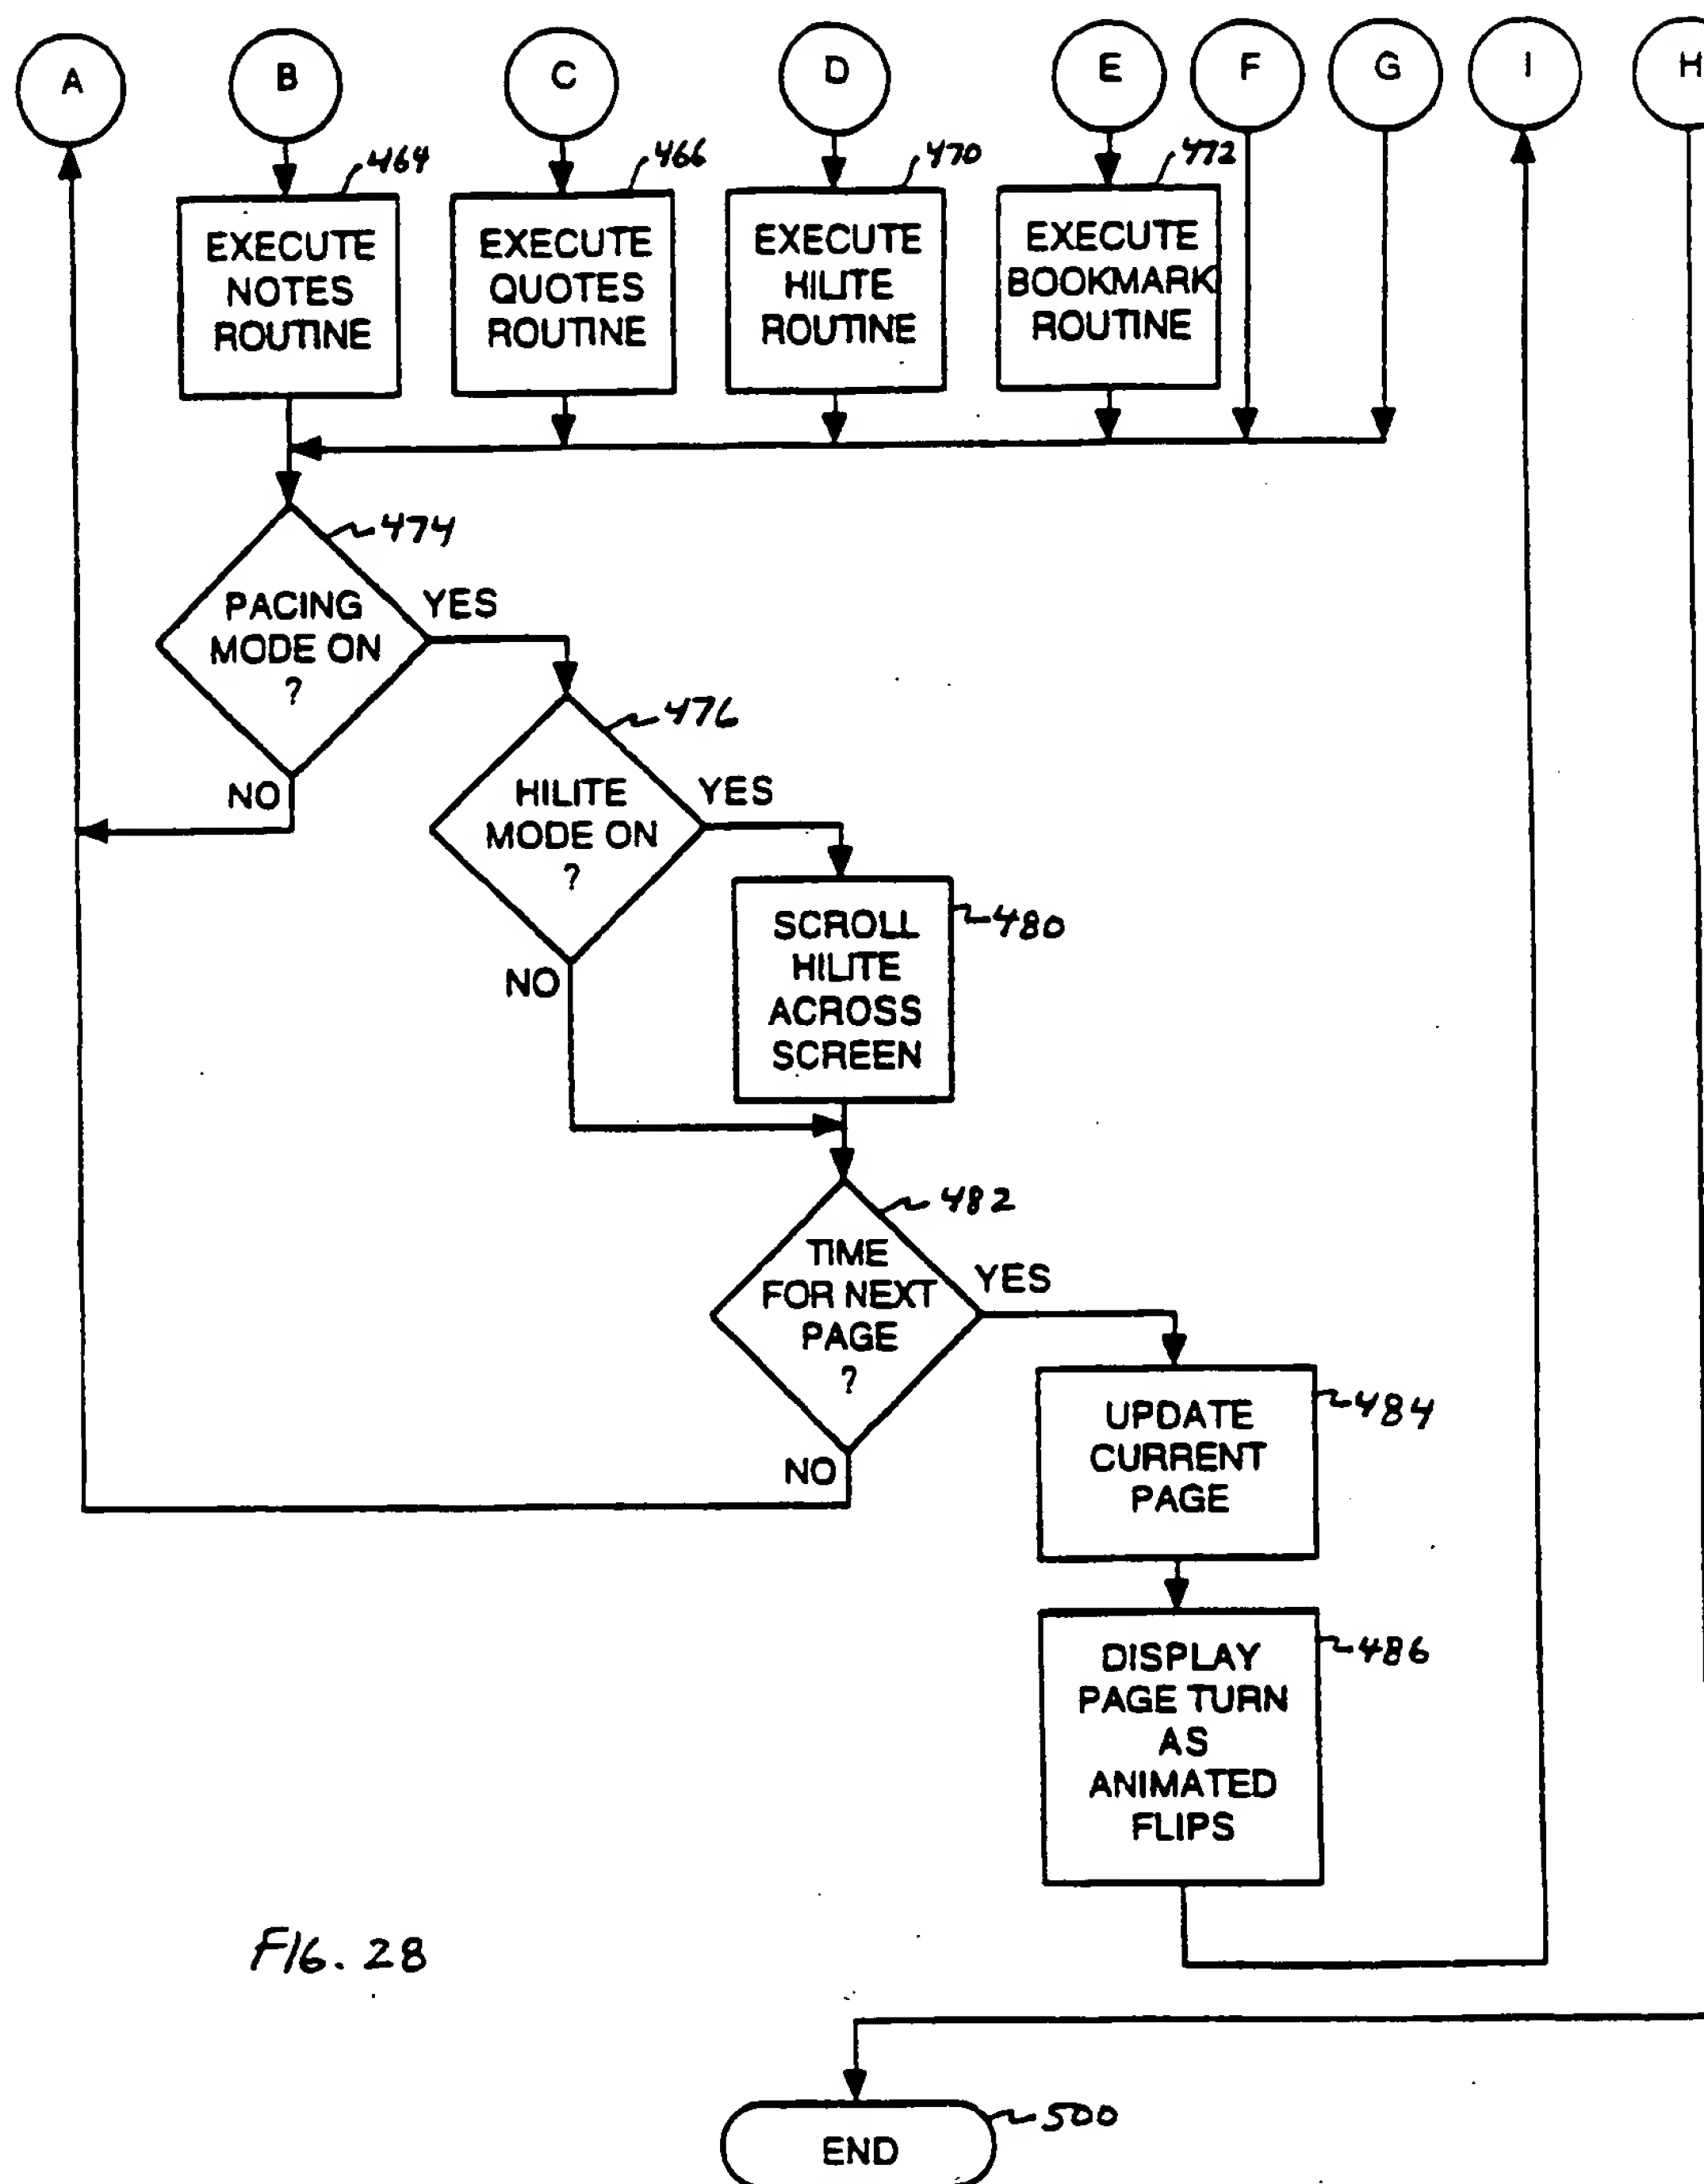 A
B
C
D
E
F
G
I
H
464
466
470
472
EXECUTE
NOTES
ROUTINE
EXECUTE
QUOTES
ROUTINE
EXECUTE
HILITE
ROUTINE
EXECUTE
BOOKMARK
ROUTINE
474
PACING
MODE ON
?
YES
NO
476
HILITE
MODE ON
?
YES
NO
480
SCROLL
HILITE
ACROSS
SCREEN
482
TIME
FOR NEXT
PAGE
?
YES
NO
484
UPDATE
CURRENT
PAGE
486
DISPLAY
PAGE TURN
AS
ANIMATED
FLIPS
FIG. 28
500
END